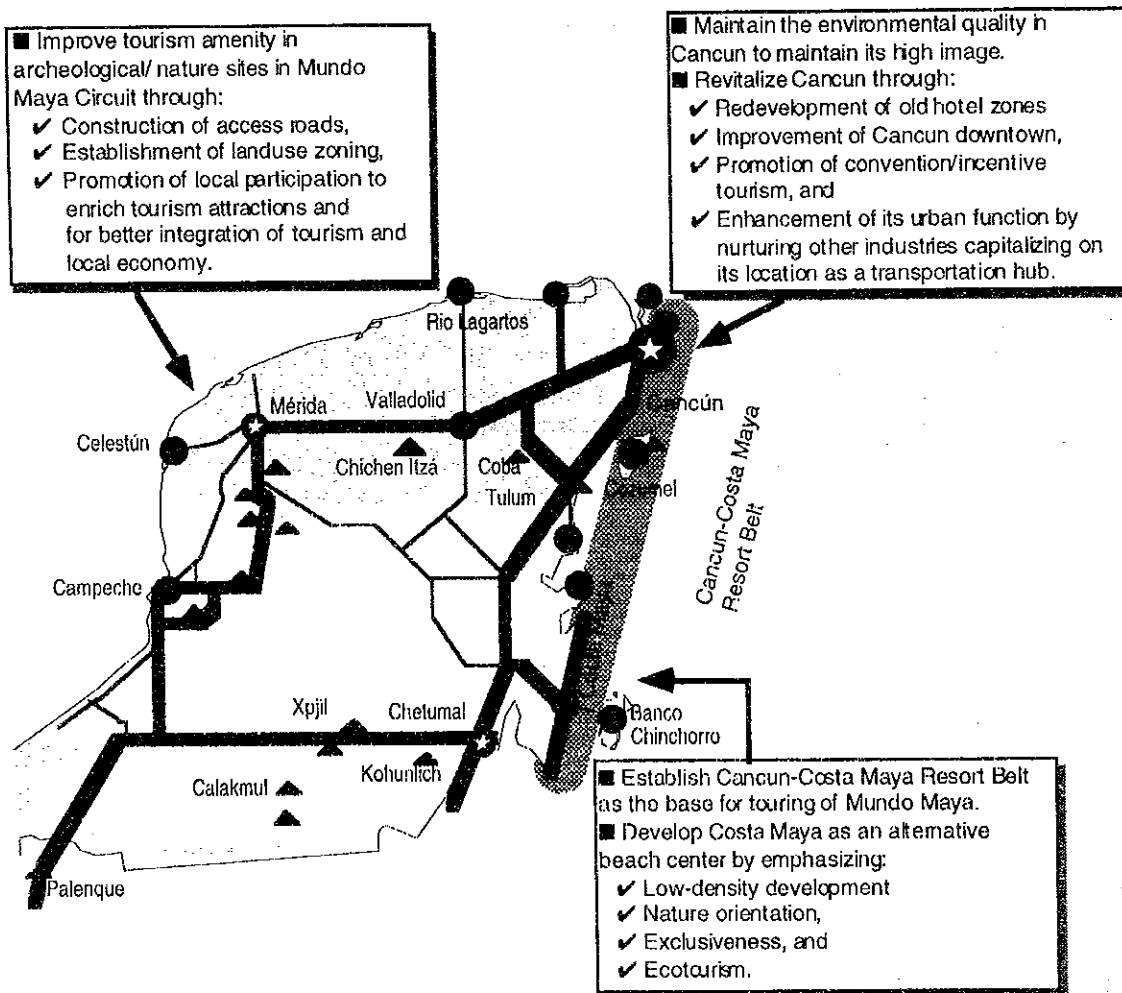 ■ Improve tourism amenity in
archeological/ nature sites in Mundo
Maya Circuit through:
✔ Construction of access roads,
✔ Establishment of landuse zoning,
✔ Promotion of local participation to
enrich tourism attractions and
for better integration of tourism and
local economy.
■ Maintain the environmental quality in
Cancun to maintain its high image.
■ Revitalize Cancun through:
✔ Redevelopment of old hotel zones
✔ Improvement of Cancun downtown,
✔ Promotion of convention/incentive
tourism, and
✔ Enhancement of its urban function by
nurturing other industries capitalizing on
its location as a transportation hub.
Rio Lagartos
Mérida
Valladolid
Cancún
Celestún
Chichen Itzá
Coba
Tulum
Cozumel
Cancun-Costa Maya
Resort Belt
Campeche
Xpjil
Chetumal
Banco
Chinchorro
Kohunlich
Calakmul
Palenque
■ Establish Cancun-Costa Maya Resort Belt
as the base for touring of Mundo Maya.
■ Develop Costa Maya as an alternative
beach center by emphasizing:
✔ Low-density development
✔ Nature orientation,
✔ Exclusiveness, and
✔ Ecotourism.